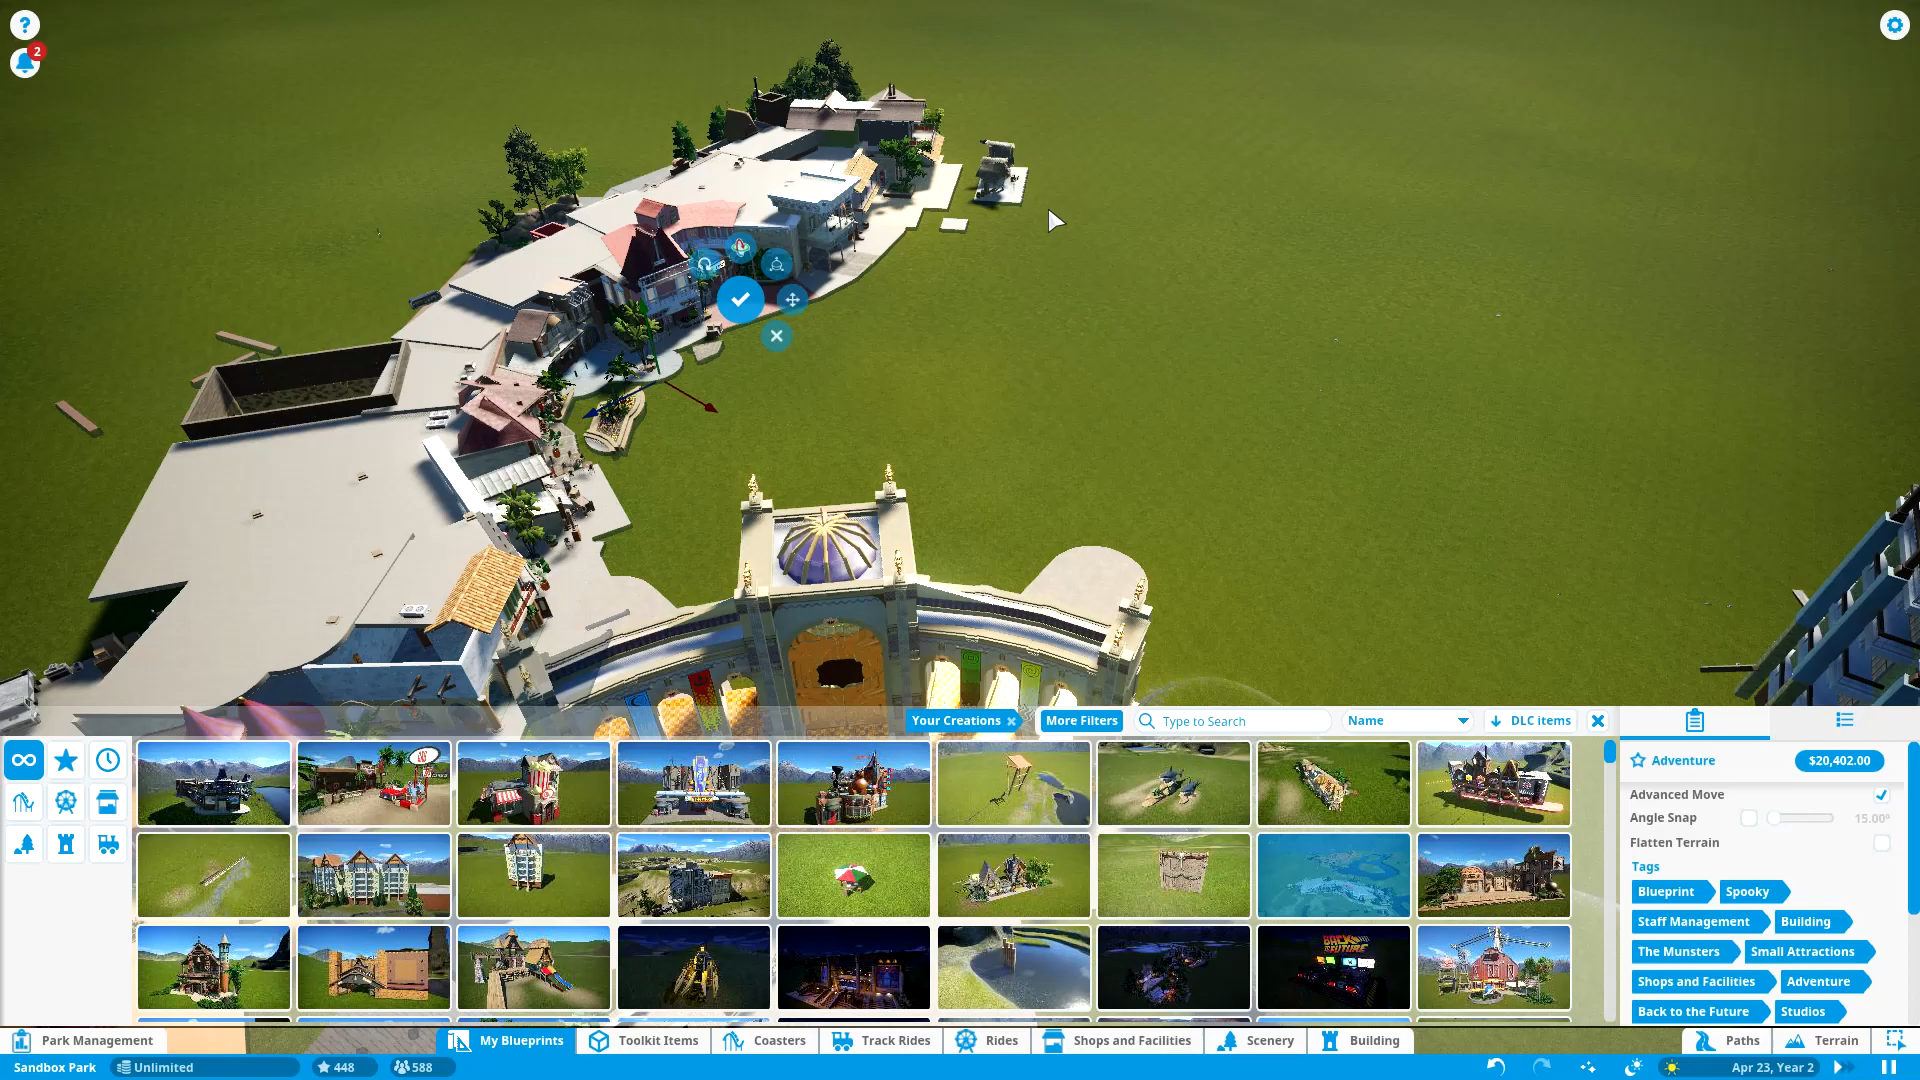 ?
2
Your Creations
More Filters
Type to Search
Name
DLC items
Adventure
$20,402.00
Advanced Move
Angle Snap
15.00°
Flatten Terrain
Tags
Blueprint
Spooky
Staff Management
Building
The Munsters
Small Attractions
Shops and Facilities
Adventure
Back to the Future
Studios
BACK
FUTURE
Park Management
My Blueprints
Toolkit Items
Coasters
Track Rides
Rides
Shops and Facilities
Scenery
Building
Paths
Terrain
Sandbox Park
Unlimited
448
588
Apr 23, Year 2